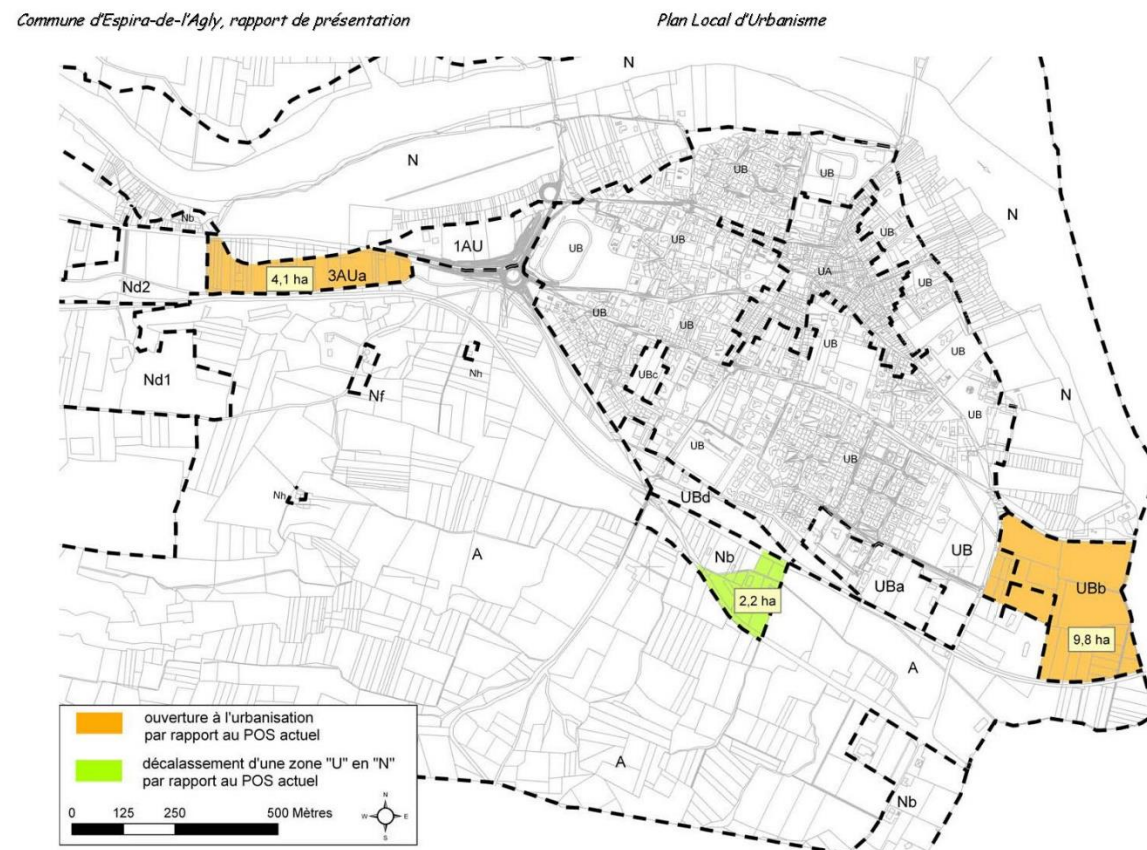 Commune d'Espira-de-l'Agly, rapport de présentation
Plan Local d'Urbanisme
N
N
UB
UB
Nb
1AU
UB
UB
UB
N
3AUa
4,1 ha
UA
UB
Nd2
UB
UB
UB
UB
Nd1
Nh
UBc
Nf
UB
N
UB
UB
Nh
UBd
A
Nb
UB
UBa
UBb
2,2 ha
9,8 ha
A
ouverture à l'urbanisation
par rapport au POS actuel
décalassement d'une zone "U" en "N"
par rapport au POS actuel
A
Nb
0 125 250 500 Mètres
N
W E
S